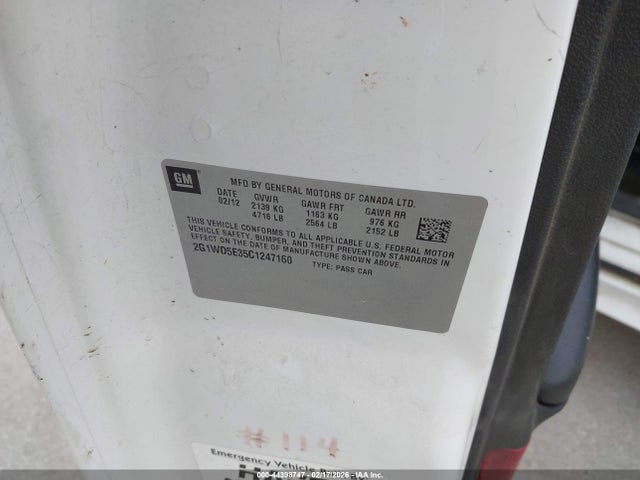 GM
MFD BY GENERAL MOTORS OF CANADA LTD.
DATE GVWR GAWR FRT GAWR RR
02/12 2139 KG 1163 KG 976 KG
4716 LB 2564 LB 2152 LB
THIS VEHICLE CONFORMS TO ALL APPLICABLE U.S. FEDERAL MOTOR
VEHICLE SAFETY, BUMPER, AND THEFT PREVENTION STANDARDS IN
EFFECT ON THE DATE OF MANUFACTURE SHOWN ABOVE.
2G1WD5E35C1247160 TYPE: PASS CAR
#114
Emergency Vehicle
© - 44398747 - 02/17/2026 - © IAA Inc.